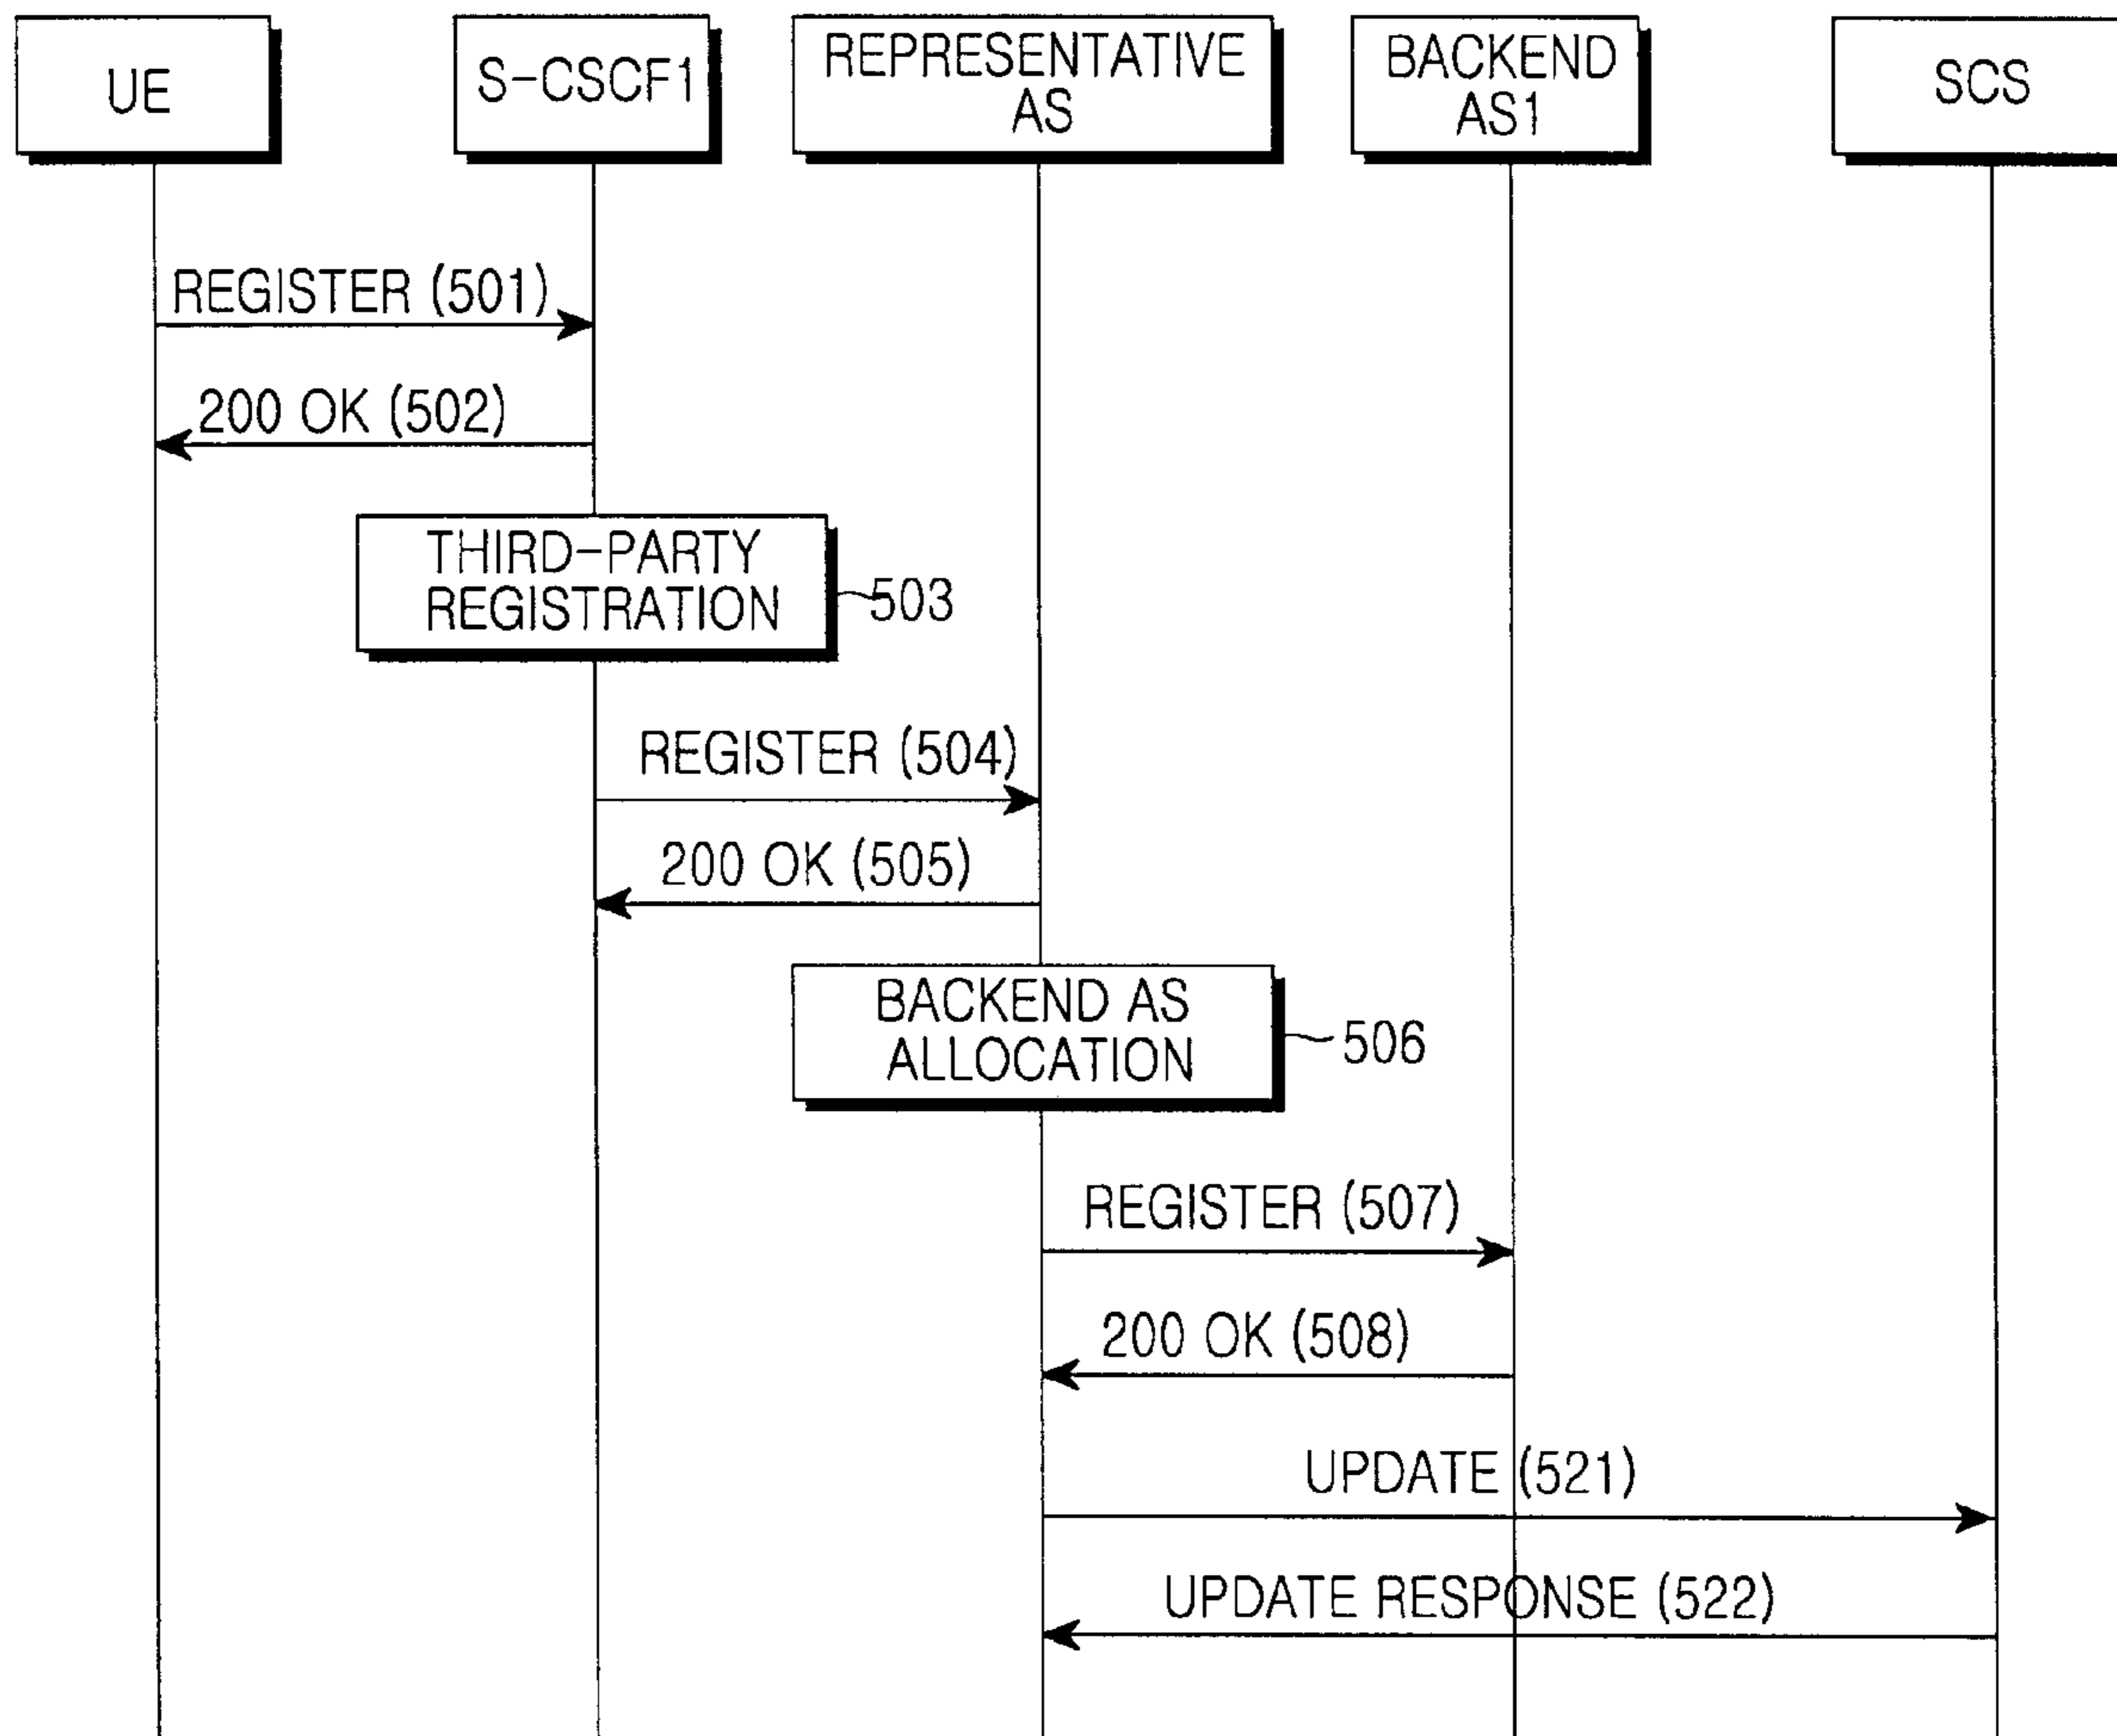 UE
S-CSCF1
REPRESENTATIVE
AS
BACKEND
AS1
SCS
REGISTER (501)
200 OK (502)
THIRD-PARTY
REGISTRATION
503
REGISTER (504)
200 OK (505)
BACKEND AS
ALLOCATION
506
REGISTER (507)
200 OK (508)
UPDATE (521)
UPDATE RESPONSE (522)